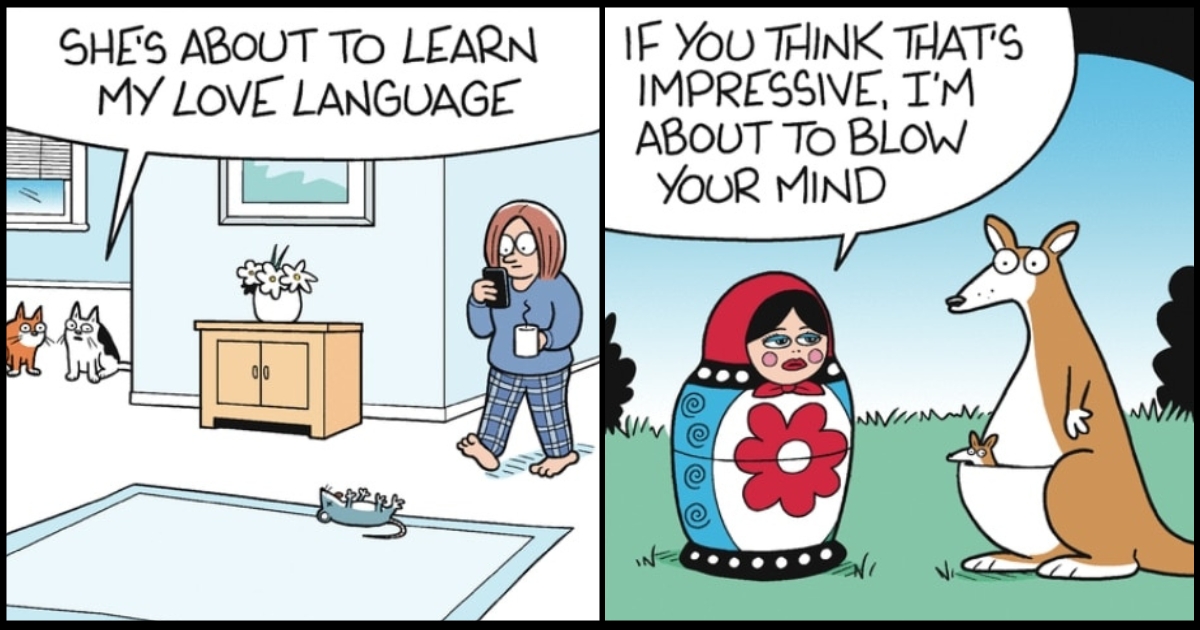 SHE'S ABOUT TO LEARN
MY LOVE LANGUAGE
IF YOU THINK THAT'S
IMPRESSIVE, I'M
ABOUT TO BLOW
YOUR MIND